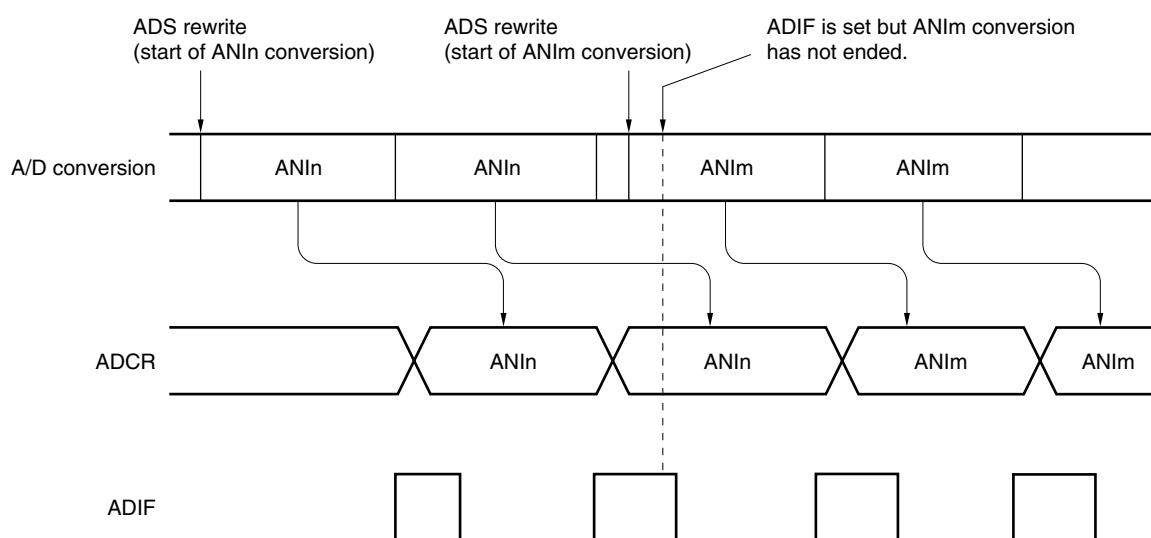 ADS rewrite
(start of ANIn conversion)
ADS rewrite
(start of ANIm conversion)
ADIF is set but ANIm conversion
has not ended.
A/D conversion
ANIn
ANIn
ANIm
ANIm
ADCR
ANIn
ANIn
ANIm
ANIm
ADIF